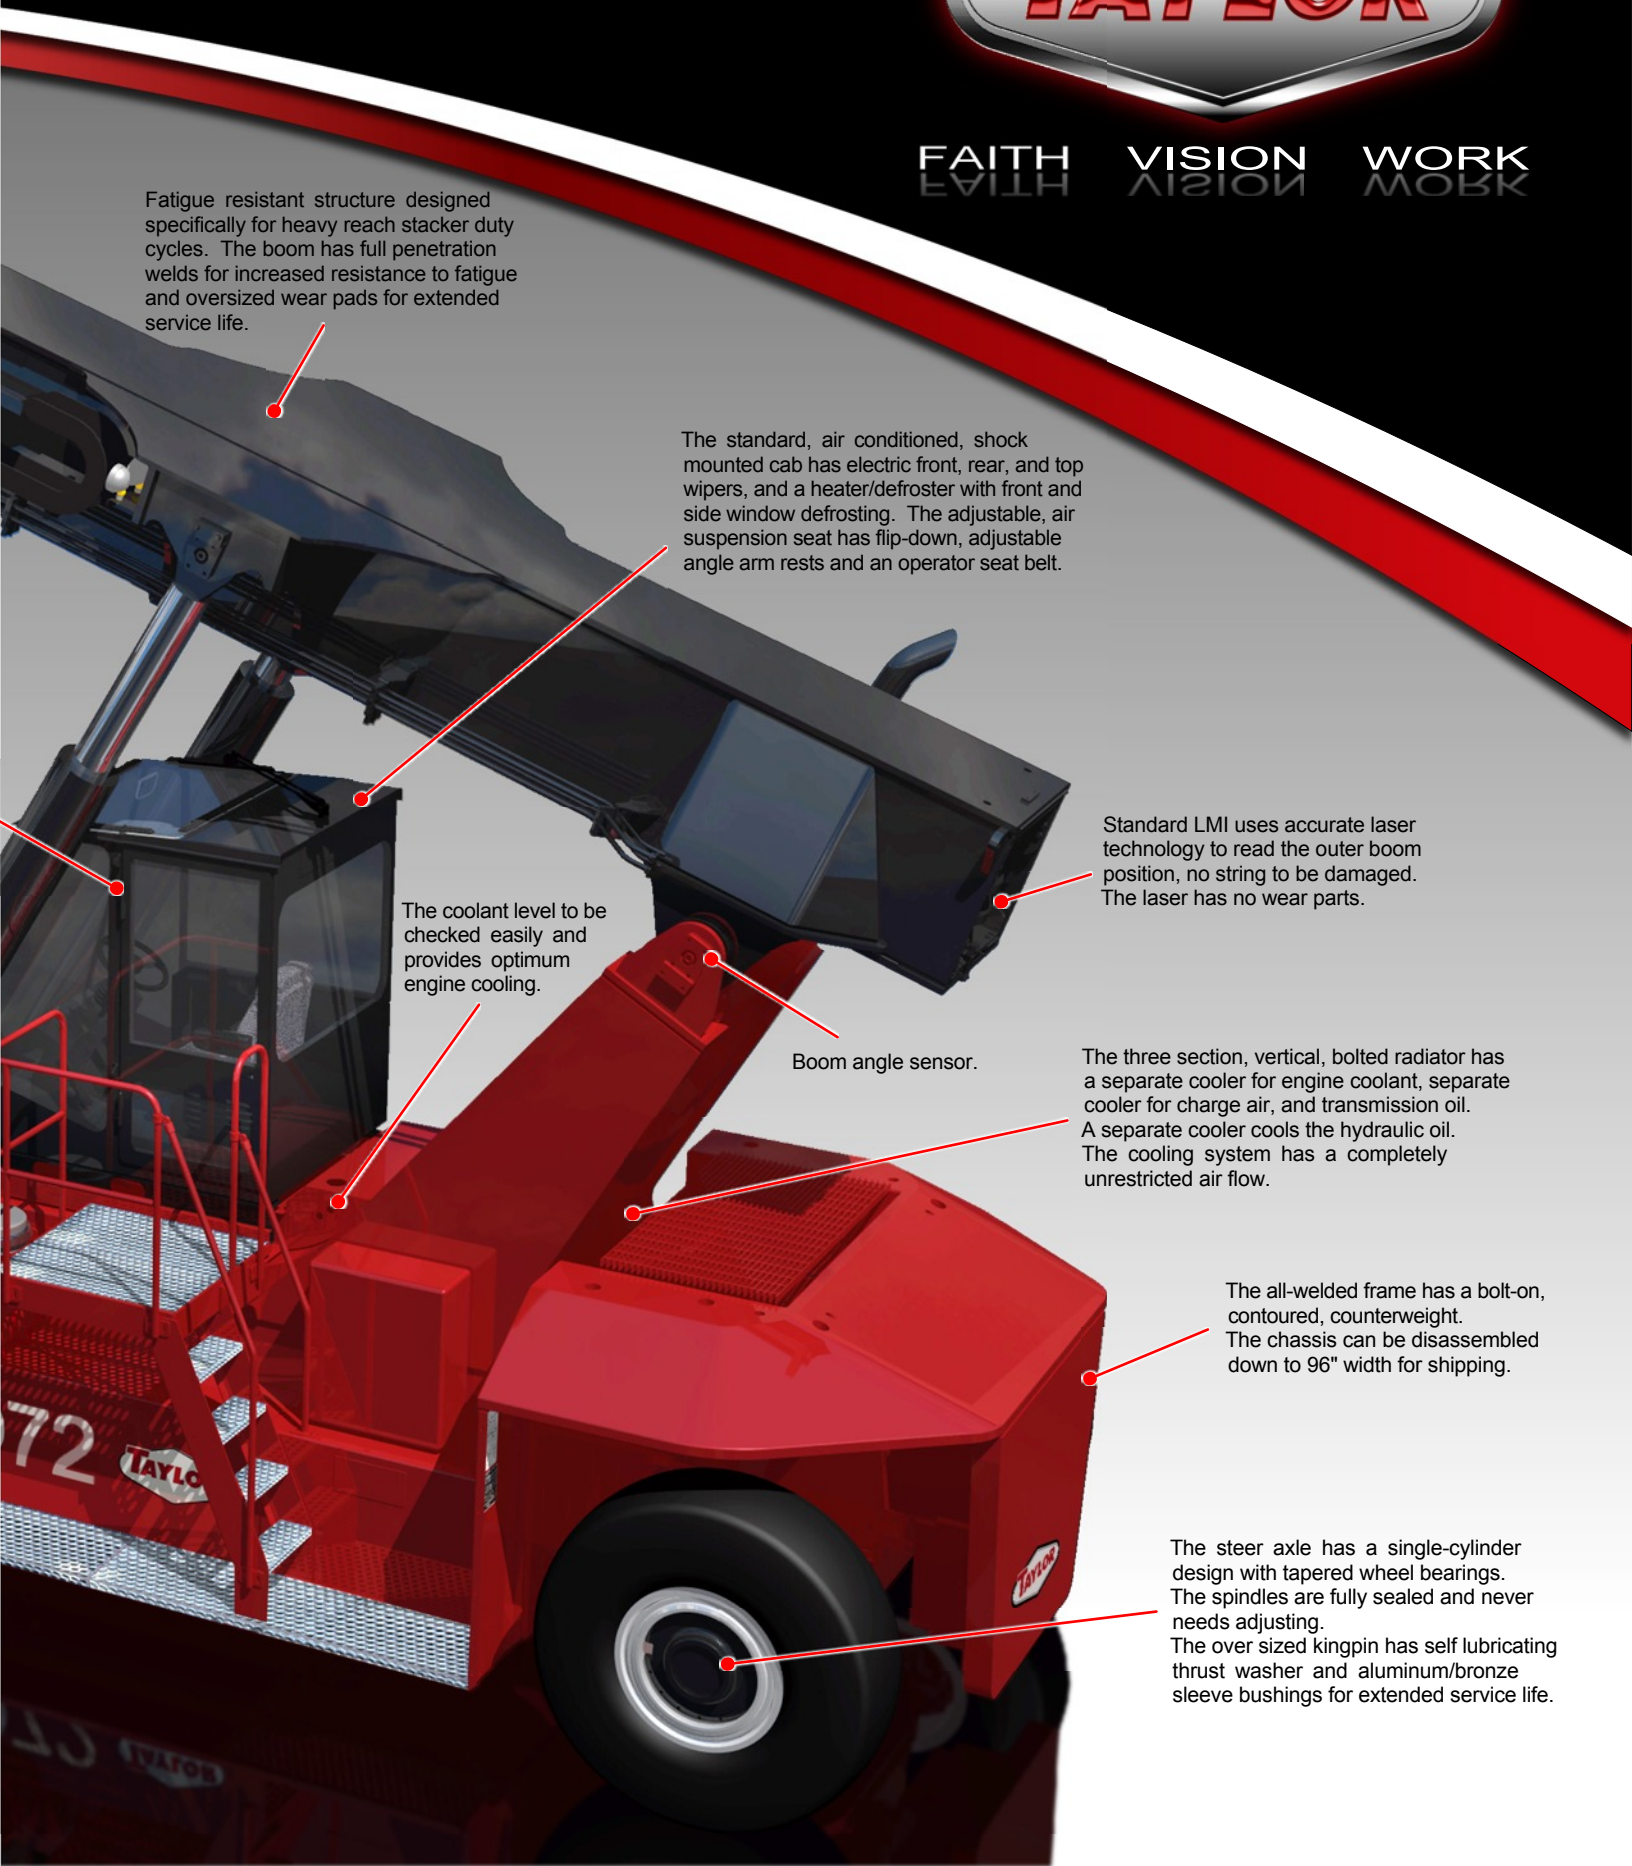 TAYLOR
FAITH VISION WORK
Fatigue resistant structure designed
specifically for heavy reach stacker duty
cycles. The boom has full penetration
welds for increased resistance to fatigue
and oversized wear pads for extended
service life.
The standard, air conditioned, shock
mounted cab has electric front, rear, and top
wipers, and a heater/defroster with front and
side window defrosting. The adjustable, air
suspension seat has flip-down, adjustable
angle arm rests and an operator seat belt.
Standard LMI uses accurate laser
technology to read the outer boom
position, no string to be damaged.
The laser has no wear parts.
The coolant level to be
checked easily and
provides optimum
engine cooling.
Boom angle sensor.
The three section, vertical, bolted radiator has
a separate cooler for engine coolant, separate
cooler for charge air, and transmission oil.
A separate cooler cools the hydraulic oil.
The cooling system has a completely
unrestricted air flow.
The all-welded frame has a bolt-on,
contoured, counterweight.
The chassis can be disassembled
down to 96" width for shipping.
72
TAYLO
TAYLOR
The steer axle has a single-cylinder
design with tapered wheel bearings.
The spindles are fully sealed and never
needs adjusting.
The over sized kingpin has self lubricating
thrust washer and aluminum/bronze
sleeve bushings for extended service life.